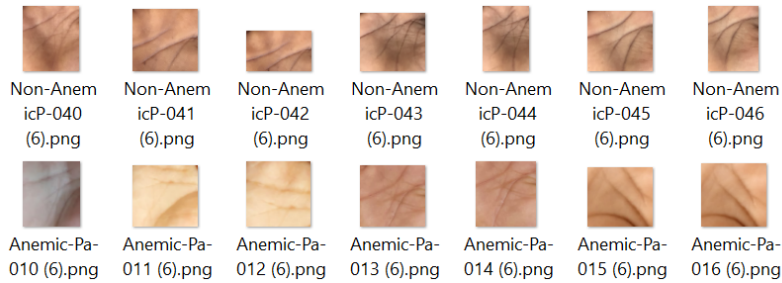 Non-Anem Non-Anem Non-Anem Non-Anem Non-Anem Non-Anem Non-Anem
icP-040 icP-041 icP-042 icP-043 icP-044 icP-045 icP-046
(6).png (6).png (6).png (6).png (6).png (6).png (6).png
Anemic-Pa- Anemic-Pa- Anemic-Pa- Anemic-Pa- Anemic-Pa- Anemic-Pa- Anemic-Pa-
010 (6).png 011 (6).png 012 (6).png 013 (6).png 014 (6).png 015 (6).png 016 (6).png